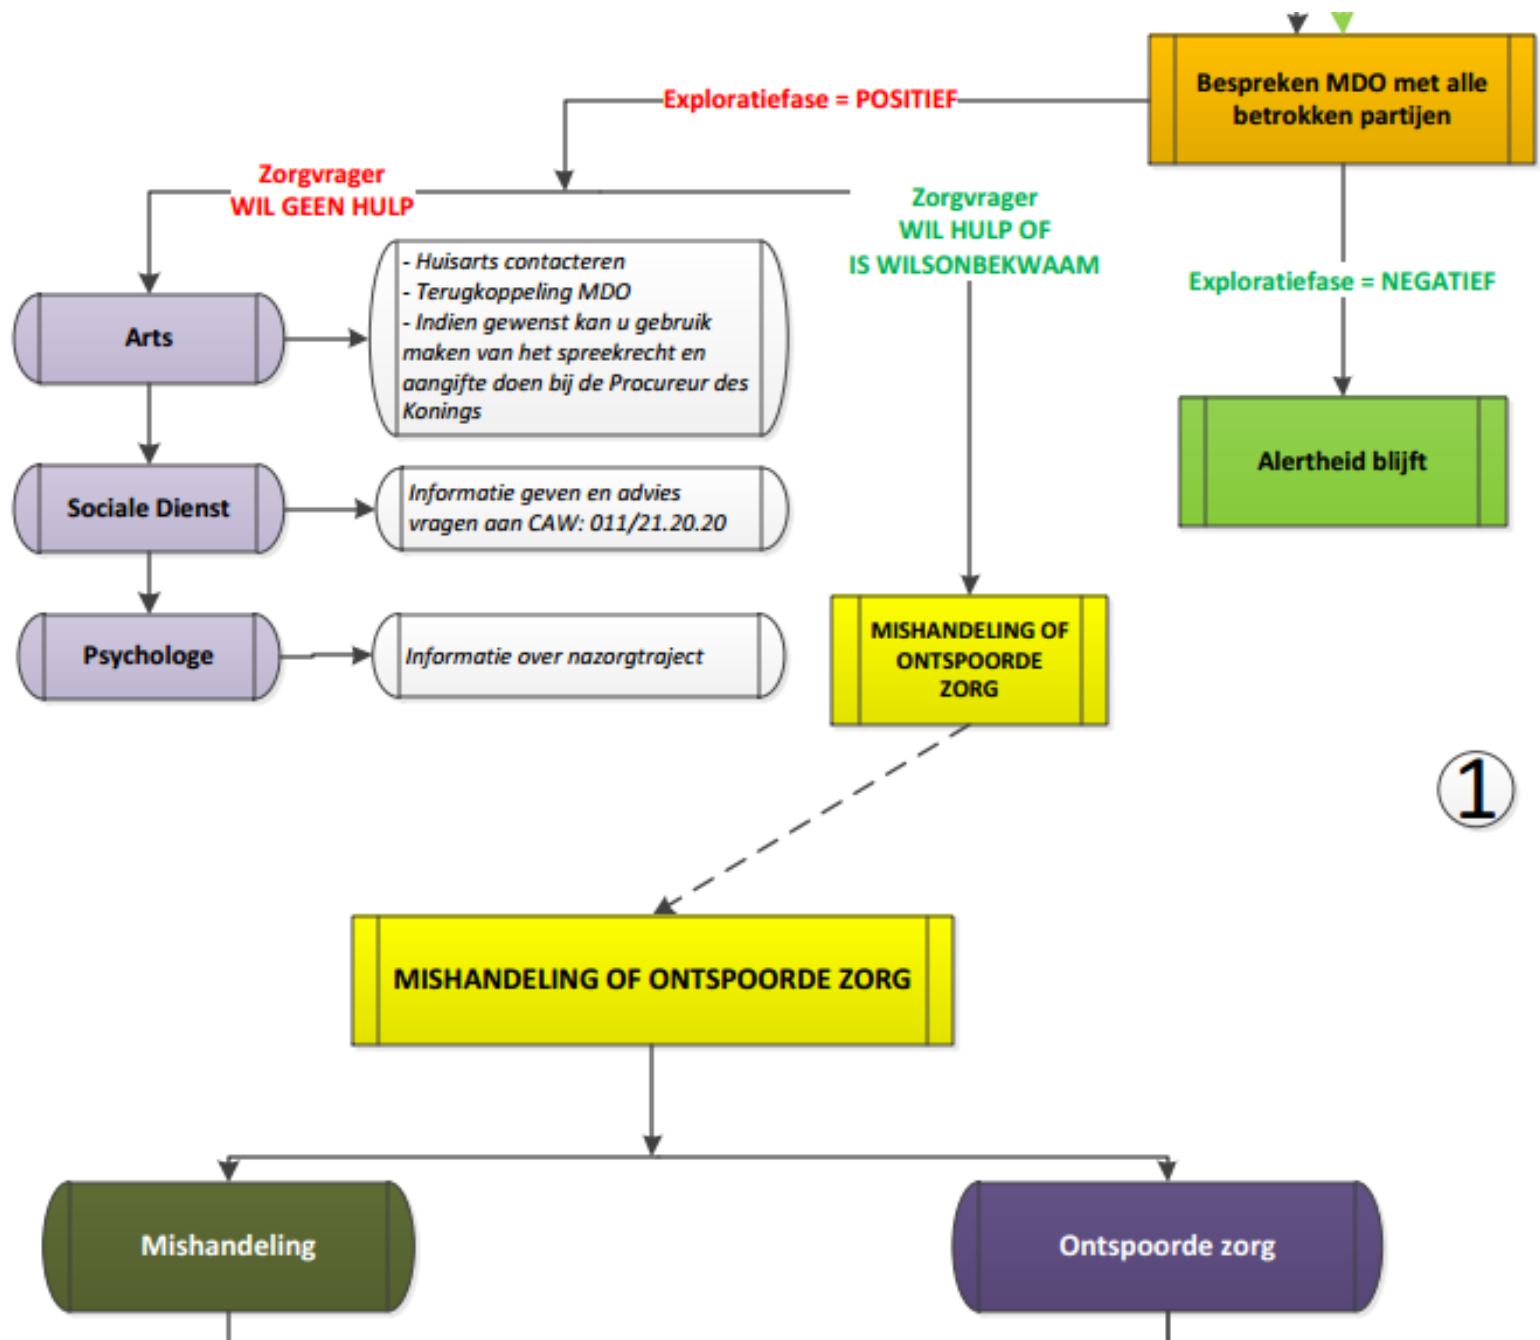 Bespreken MDO met alle
betrokken partijen
Exploratiefase = POSITIEF
Zorgvrager
WIL GEEN HULP
Zorgvrager
WIL HULP OF
IS WILSONBEKWAAM
Exploratiefase = NEGATIEF
Arts
- Huisarts contacteren
- Terugkoppeling MDO
- Indien gewenst kan u gebruik
maken van het spreekrecht en
aangifte doen bij de Procureur des
Konings
Alertheid blijft
Sociale Dienst
Informatie geven en advies
vragen aan CAW: 011/21.20.20
Psychologe
Informatie over nazorgtraject
MISHANDELING OF
ONTSPOORDE
ZORG
1
MISHANDELING OF ONTSPOORDE ZORG
Mishandeling
Ontspoorde zorg